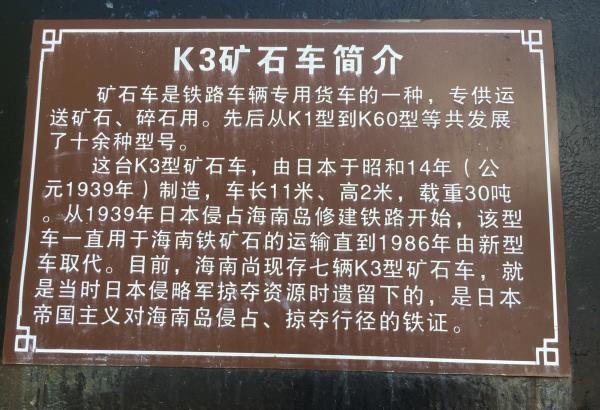 K3矿石车简介
矿石车是铁路车辆专用货车的一种，专供运
送矿石、碎石用。先后从K1型到K60型等共发展
了十余种型号。
这台K3型矿石车，由日本于昭和14年（公
元1939年）制造，车长11米、高2米，载重30吨
。从1939年日本侵占海南岛修建铁路开始，该型
车一直用于海南铁矿石的运输直到1986年由新型
车取代。目前，海南尚现存七辆K3型矿石车，就
是当时日本侵略军掠夺资源时遗留下的，是日本
帝国主义对海南岛侵占、掠夺行径的铁证。